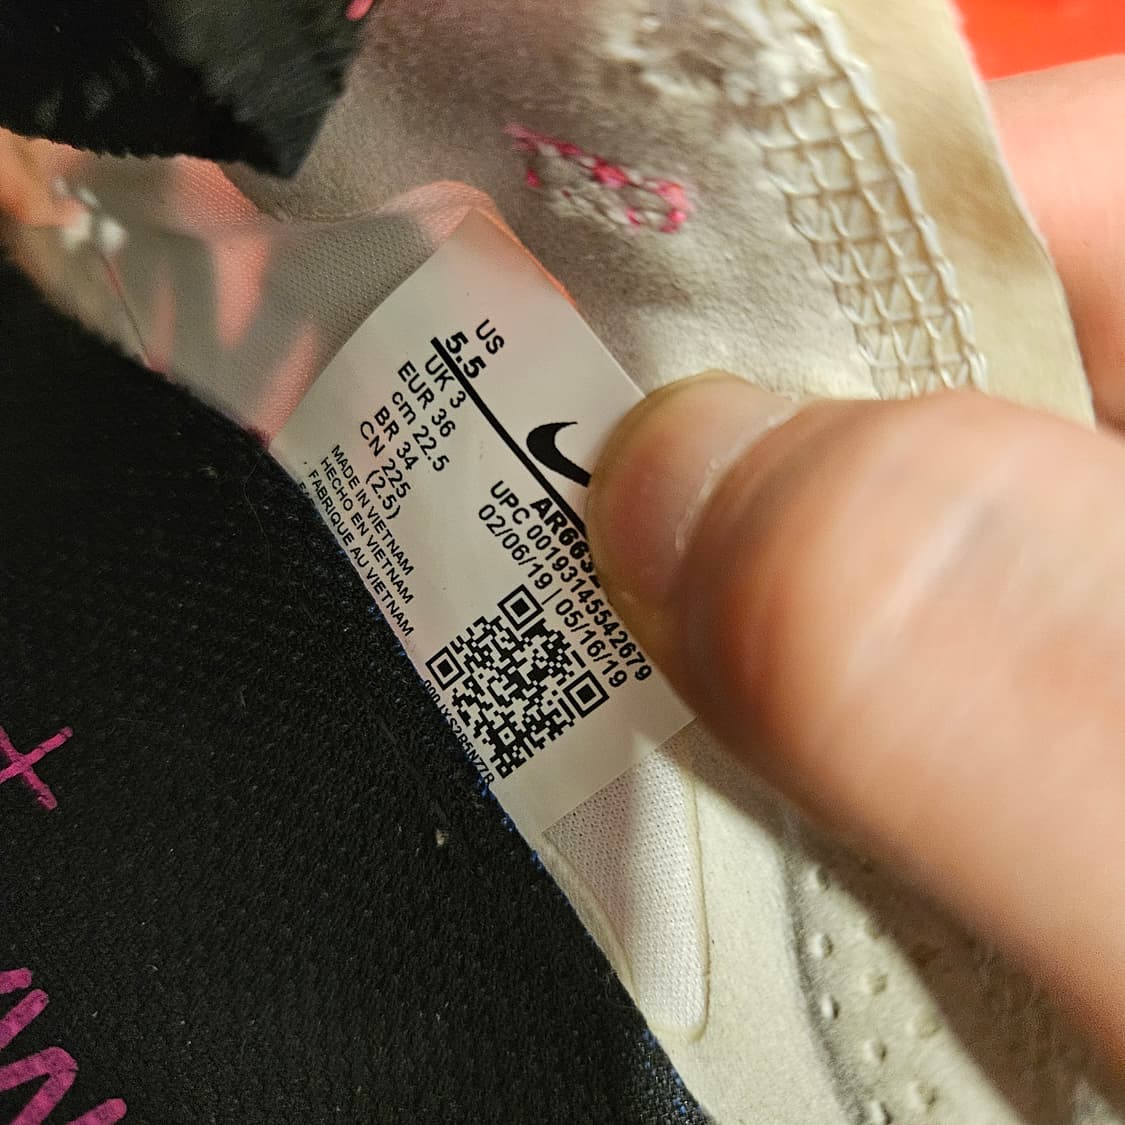 US
5.5
UK 3
EUR 36
cm 22.5
BR 34
CN 225
(2.5)
MADE IN VIETNAM
HECHO EN VIETNAM
FABRIQUE AU VIETNAM
UPC 00193145542679
02/06/19 | 05/16/19